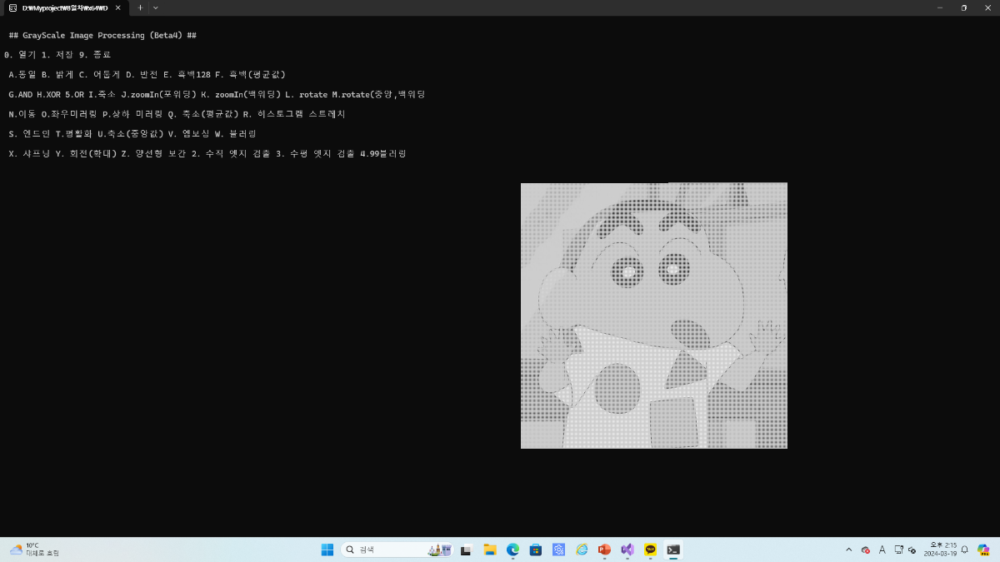 D:₩Myproject₩8열차₩x64₩D
## GrayScale Image Processing (Beta4) ##
0. 열기 1. 저장 9. 종료
A.동일 B. 밝게 C. 어둡게 D. 반전 E. 흑백128 F. 흑백(평균값)
G.AND H.XOR 5.OR I.축소 J.zoomIn(포워딩) K. zoomIn(백워딩) L. rotate M.rotate(중앙,백워딩
N.이동 O.좌우미러링 P.상하 미러링 Q. 축소(평균값) R. 히스토그램 스트레치
S. 엔드인 T.평활화 U.축소(중앙값) V. 엠보싱 W. 블러링
X. 샤프닝 Y. 회전(확대) Z. 양선형 보간 2. 수직 엣지 검출 3. 수평 엣지 검출 4.99블러링
10°C
대체로 흐림
검색
A
오후 2:15
2024-03-19